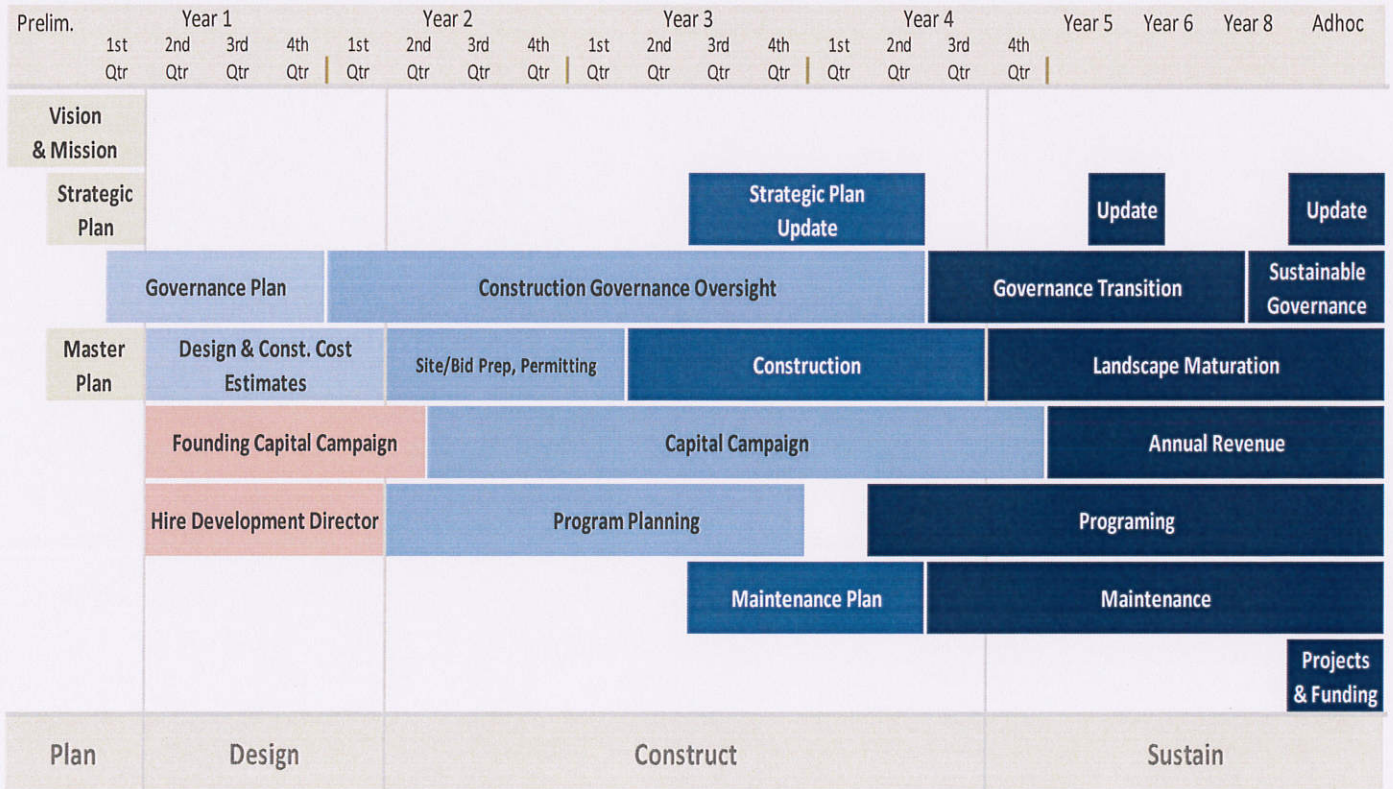 Prelim. Year 1 Year 2 Year 3 Year 4 Year 5 Year 6 Year 8 Adhoc
1st 2nd 3rd 4th 1st 2nd 3rd 4th 1st 2nd 3rd 4th 1st 2nd 3rd 4th
Qtr Qtr Qtr Qtr Qtr Qtr Qtr Qtr Qtr Qtr Qtr Qtr Qtr Qtr Qtr Qtr
Vision
& Mission
Strategic
Plan
Strategic Plan
Update
Update
Update
Governance Plan
Construction Governance Oversight
Governance Transition
Sustainable
Governance
Master
Plan
Design & Const. Cost
Estimates
Site/Bid Prep, Permitting
Construction
Landscape Maturation
Founding Capital Campaign
Capital Campaign
Annual Revenue
Hire Development Director
Program Planning
Programing
Maintenance Plan
Maintenance
Projects
& Funding
Plan
Design
Construct
Sustain